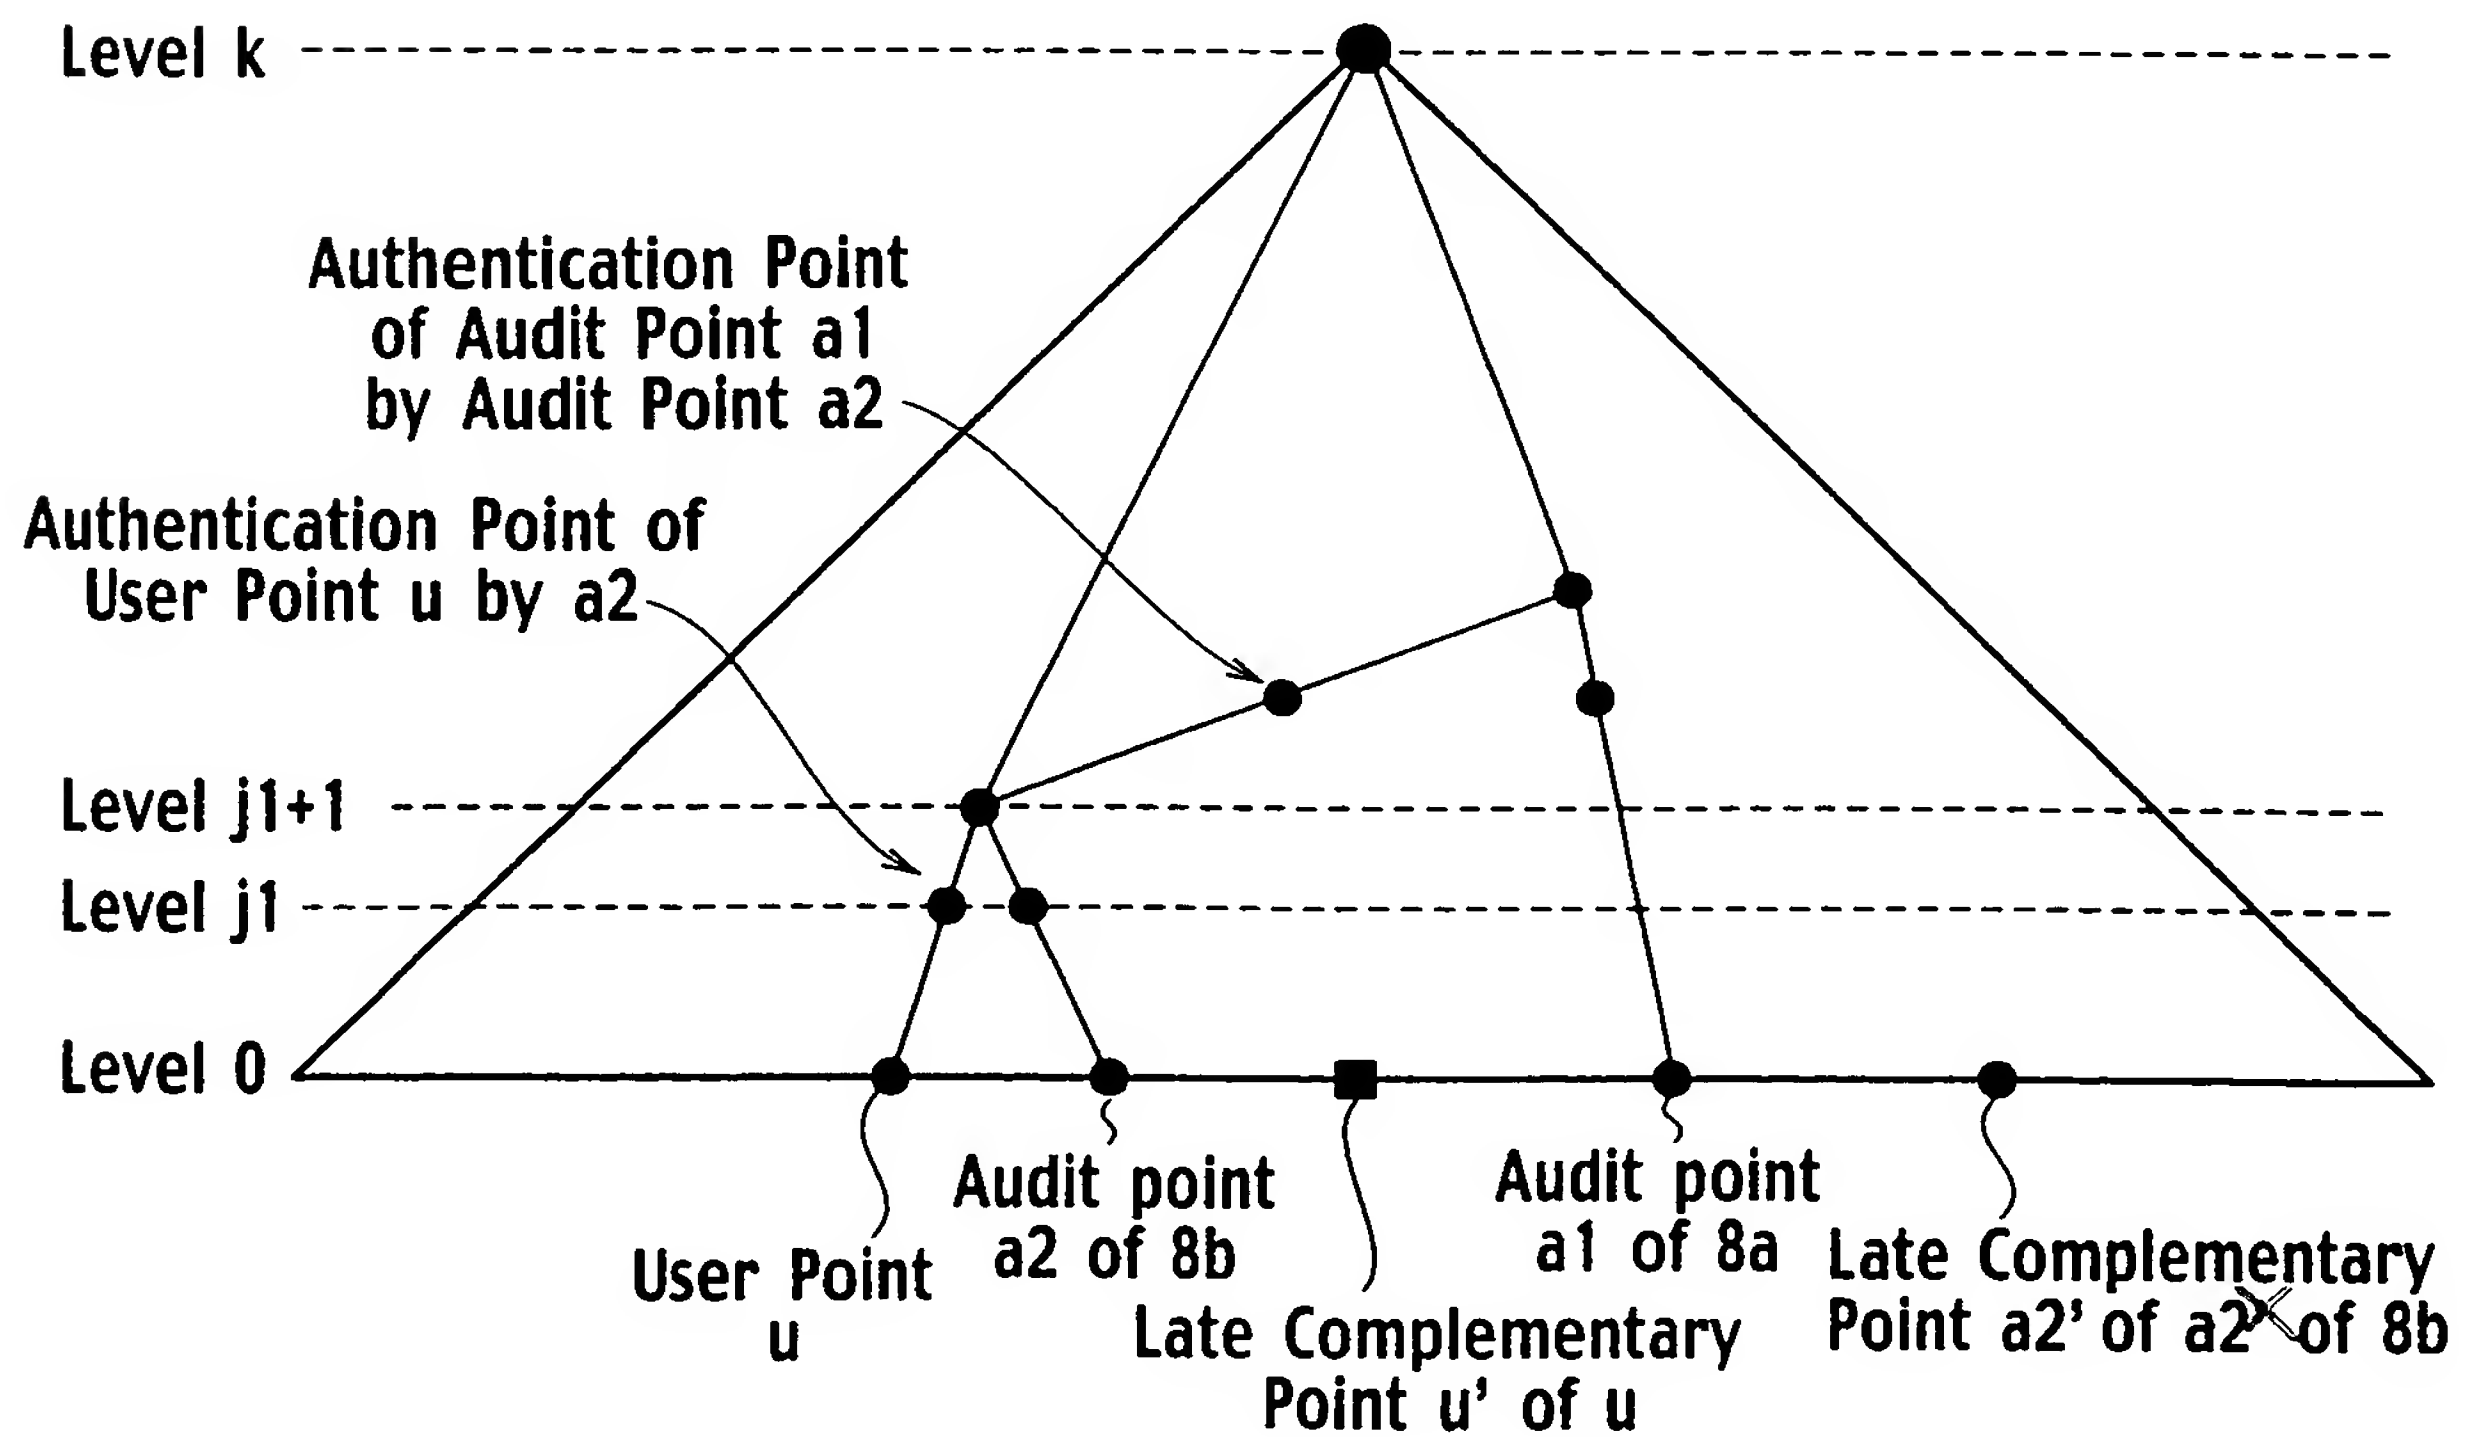 Level k
Authentication Point
of Audit Point a1
by Audit Point a2
Authentication Point of
User Point u by a2
Level j1+1
Level j1
Level 0
User Point
u
Audit point
a2 of 8b
Late Complementary
Point u' of u
Audit point
a1 of 8a
Late Complementary
Point a2' of a2' of 8b